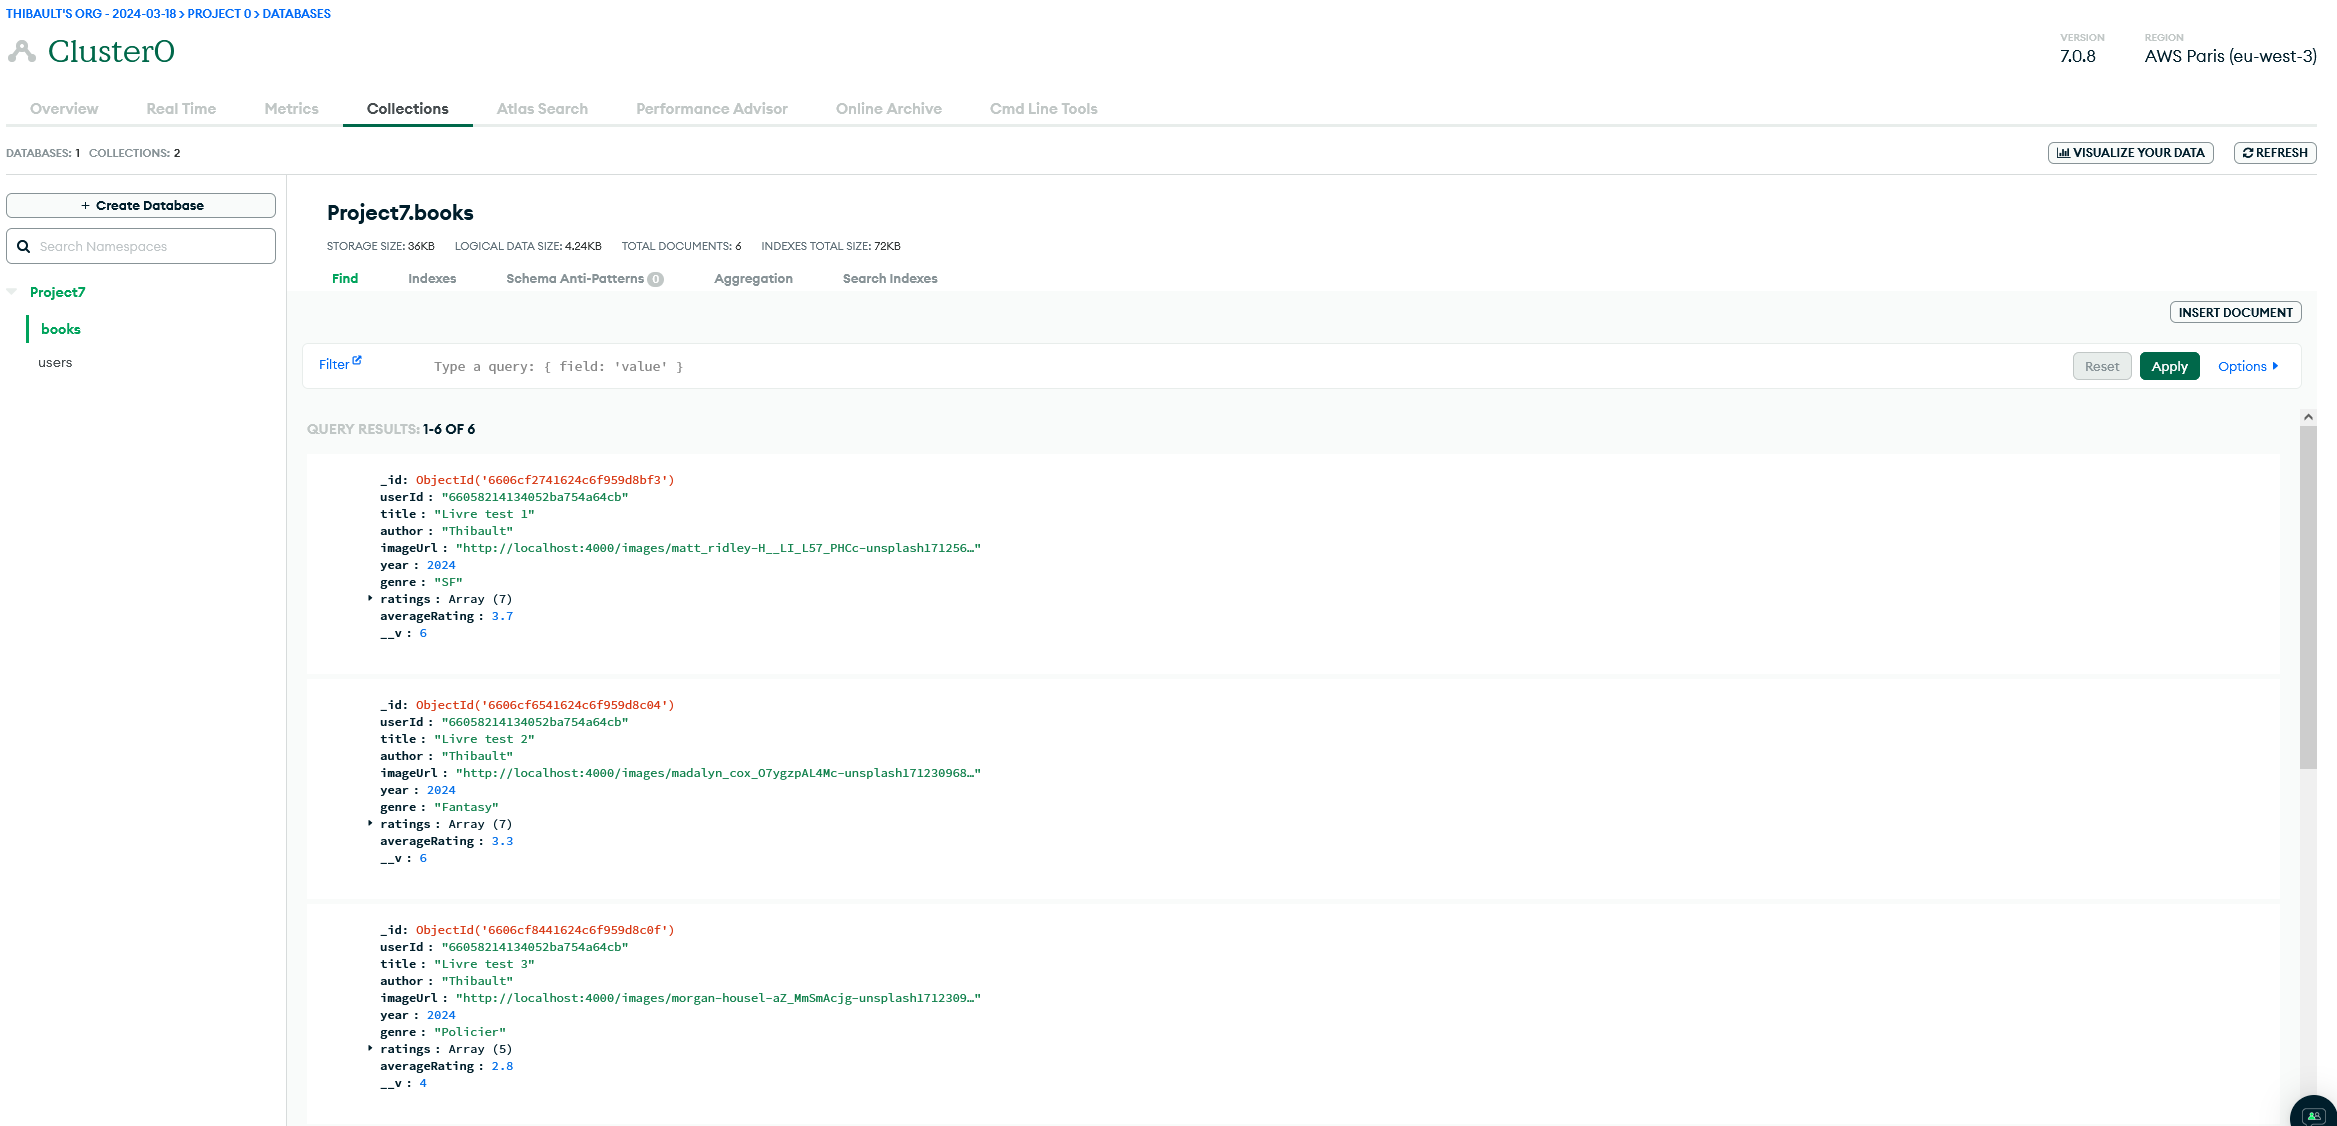 THIBAULT'S ORG - 2024-03-18 > PROJECT 0 > DATABASES
Cluster0
VERSION
7.0.8
REGION
AWS Paris (eu-west-3)
Overview Real Time Metrics Collections Atlas Search Performance Advisor Online Archive Cmd Line Tools
DATABASES: 1 COLLECTIONS: 2
VISUALIZE YOUR DATA REFRESH
+ Create Database
Search Namespaces
Project7
books
users
Project7.books
STORAGE SIZE: 36KB LOGICAL DATA SIZE: 4.24KB TOTAL DOCUMENTS: 6 INDEXES TOTAL SIZE: 72KB
Find Indexes Schema Anti-Patterns 0 Aggregation Search Indexes
INSERT DOCUMENT
Filter Type a query: { field: 'value' } Reset Apply Options
QUERY RESULTS: 1-6 OF 6
_id: ObjectId('6606cf2741624c6f959d8bf3')
userId : "66058214134052ba754a64cb"
title : "Livre test 1"
author : "Thibault"
imageUrl : "http://localhost:4000/images/matt_ridley-H__LI_L57_PHCc-unsplash171256…"
year : 2024
genre : "SF"
ratings : Array (7)
averageRating : 3.7
__v : 6
_id: ObjectId('6606cf6541624c6f959d8c04')
userId : "66058214134052ba754a64cb"
title : "Livre test 2"
author : "Thibault"
imageUrl : "http://localhost:4000/images/madalyn_cox_O7ygzpAL4Mc-unsplash171230968…"
year : 2024
genre : "Fantasy"
ratings : Array (7)
averageRating : 3.3
__v : 6
_id: ObjectId('6606cf8441624c6f959d8c0f')
userId : "66058214134052ba754a64cb"
title : "Livre test 3"
author : "Thibault"
imageUrl : "http://localhost:4000/images/morgan-housel-aZ_MmSmAcjg-unsplash1712309…"
year : 2024
genre : "Policier"
ratings : Array (5)
averageRating : 2.8
__v : 4